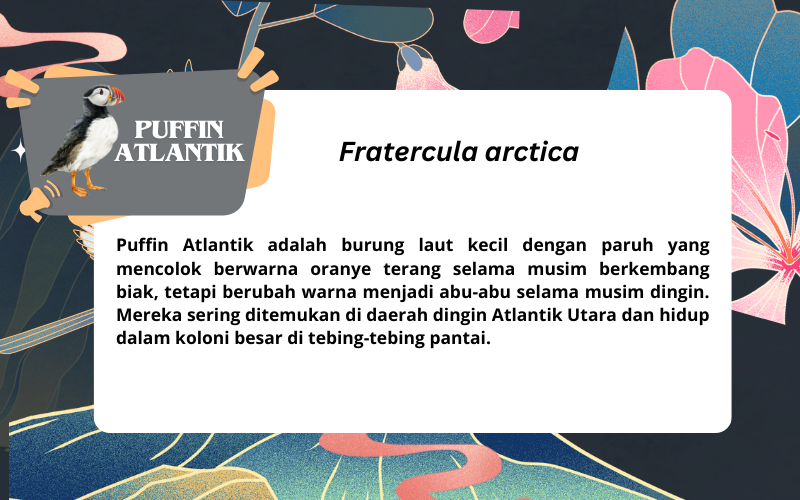 PUFFIN
ATLANTIK
Fratercula arctica
Puffin Atlantik adalah burung laut kecil dengan paruh yang
mencolok berwarna oranye terang selama musim berkembang
biak, tetapi berubah warna menjadi abu-abu selama musim dingin.
Mereka sering ditemukan di daerah dingin Atlantik Utara dan hidup
dalam koloni besar di tebing-tebing pantai.